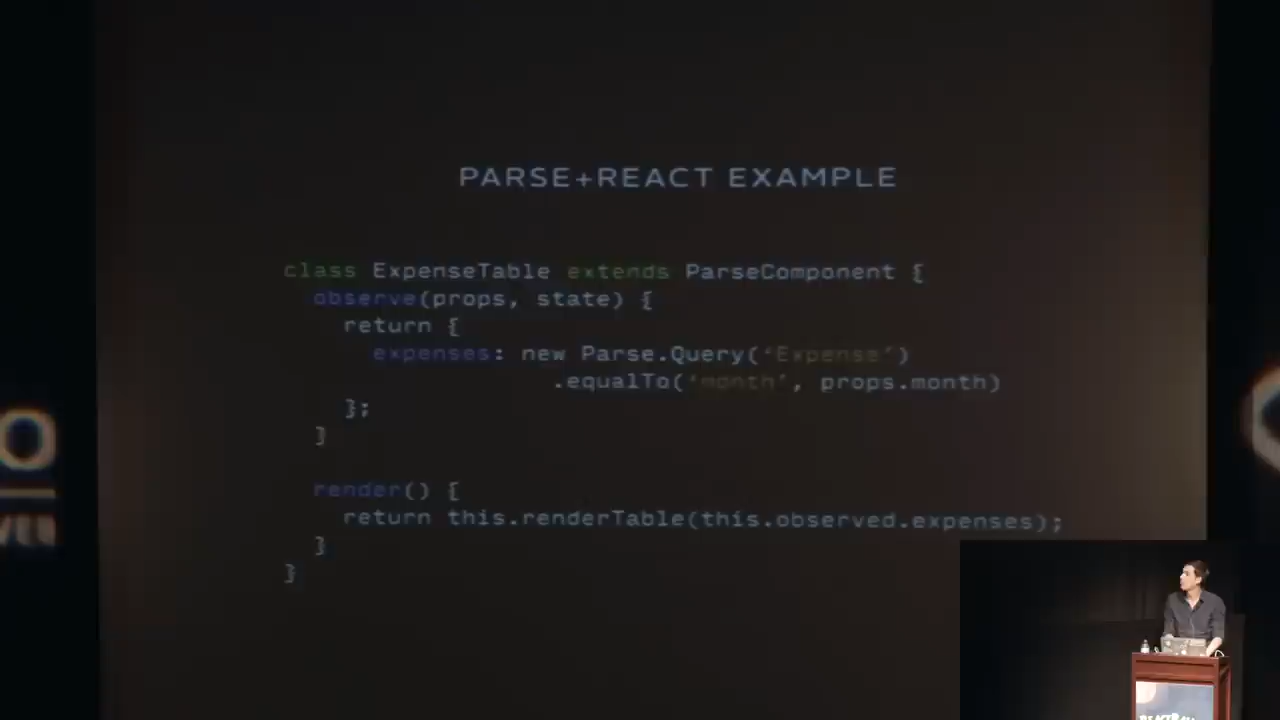 PARSE+REACT EXAMPLE
class ExpenseTable extends ParseComponent {
observe(props, state) {
return {
expenses: new Parse.Query(‘Expense’)
.equalTo(‘month’, props.month)
};
}
render() {
return this.renderTable(this.observed.expenses);
}
}